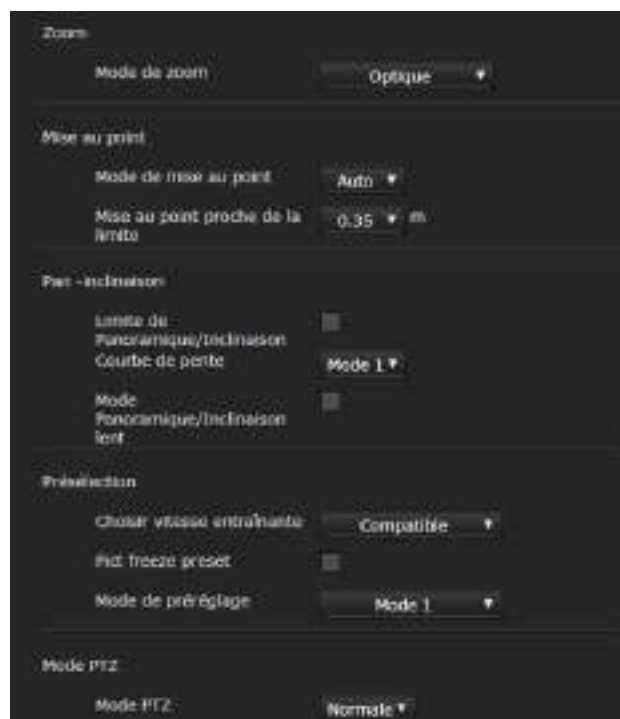 Zoom
Mode de zoom
Optique
Mise au point
Mode de mise au point
Auto
Mise au point proche de la
limite
0.35
m
Pan -inclinaison
Limite de
Panoramique/Inclinaison
Courbe de pente
Mode 1
Mode
Panoramique/Inclinaison
lent
Présélection
Choisir vitesse entraînante
Compatible
Pict freeze preset
Mode de préréglage
Mode 1
Mode PTZ
Mode PTZ
Normale